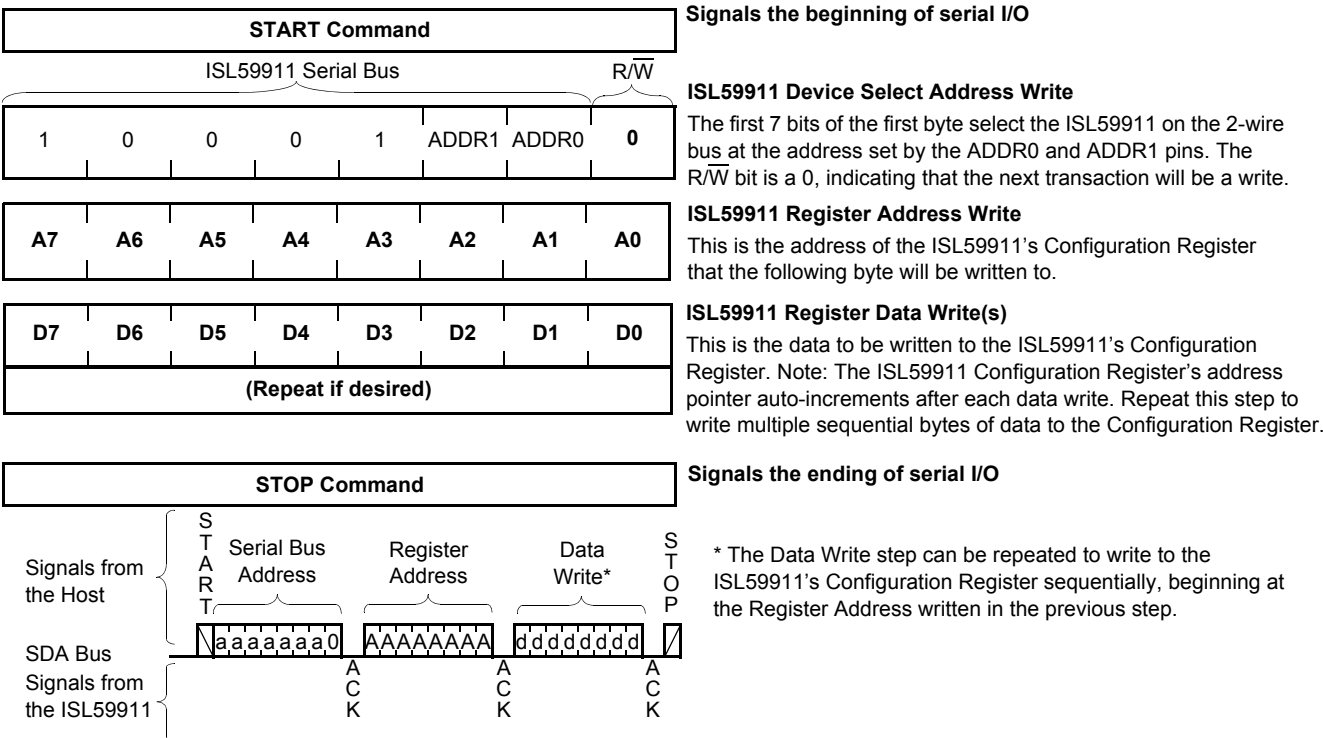 START Command
Signals the beginning of serial I/O
ISL59911 Serial Bus
R/W̅
1 0 0 0 1 ADDR1 ADDR0 0
ISL59911 Device Select Address Write
The first 7 bits of the first byte select the ISL59911 on the 2-wire
bus at the address set by the ADDR0 and ADDR1 pins. The
R/W̅ bit is a 0, indicating that the next transaction will be a write.
A7 A6 A5 A4 A3 A2 A1 A0
ISL59911 Register Address Write
This is the address of the ISL59911’s Configuration Register
that the following byte will be written to.
D7 D6 D5 D4 D3 D2 D1 D0
(Repeat if desired)
ISL59911 Register Data Write(s)
This is the data to be written to the ISL59911’s Configuration
Register. Note: The ISL59911 Configuration Register’s address
pointer auto-increments after each data write. Repeat this step to
write multiple sequential bytes of data to the Configuration Register.
STOP Command
Signals the ending of serial I/O
Signals from
the Host
START
Serial Bus
Address
Register
Address
Data
Write*
STOP
* The Data Write step can be repeated to write to the
ISL59911’s Configuration Register sequentially, beginning at
the Register Address written in the previous step.
SDA Bus
a a a a a a a 0 A A A A A A A A d d d d d d d d
Signals from
the ISL59911
ACK
ACK
ACK